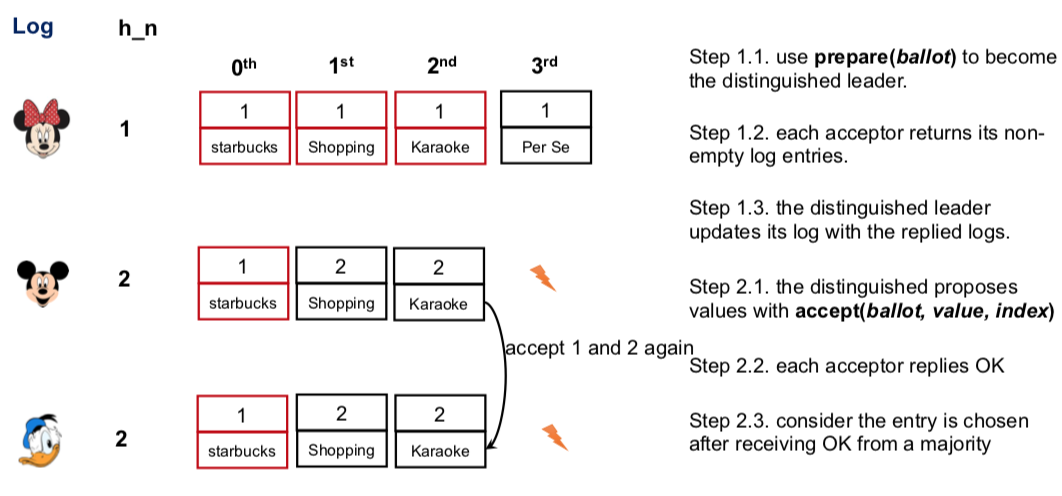 Log
h_n
0th 1st 2nd 3rd
1
1 1 1 1
starbucks Shopping Karaoke Per Se
2
1 2 2
starbucks Shopping Karaoke
accept 1 and 2 again
2
1 2 2
starbucks Shopping Karaoke
Step 1.1. use prepare(ballot) to become
the distinguished leader.
Step 1.2. each acceptor returns its non-
empty log entries.
Step 1.3. the distinguished leader
updates its log with the replied logs.
Step 2.1. the distinguished proposes
values with accept(ballot, value, index)
Step 2.2. each acceptor replies OK
Step 2.3. consider the entry is chosen
after receiving OK from a majority